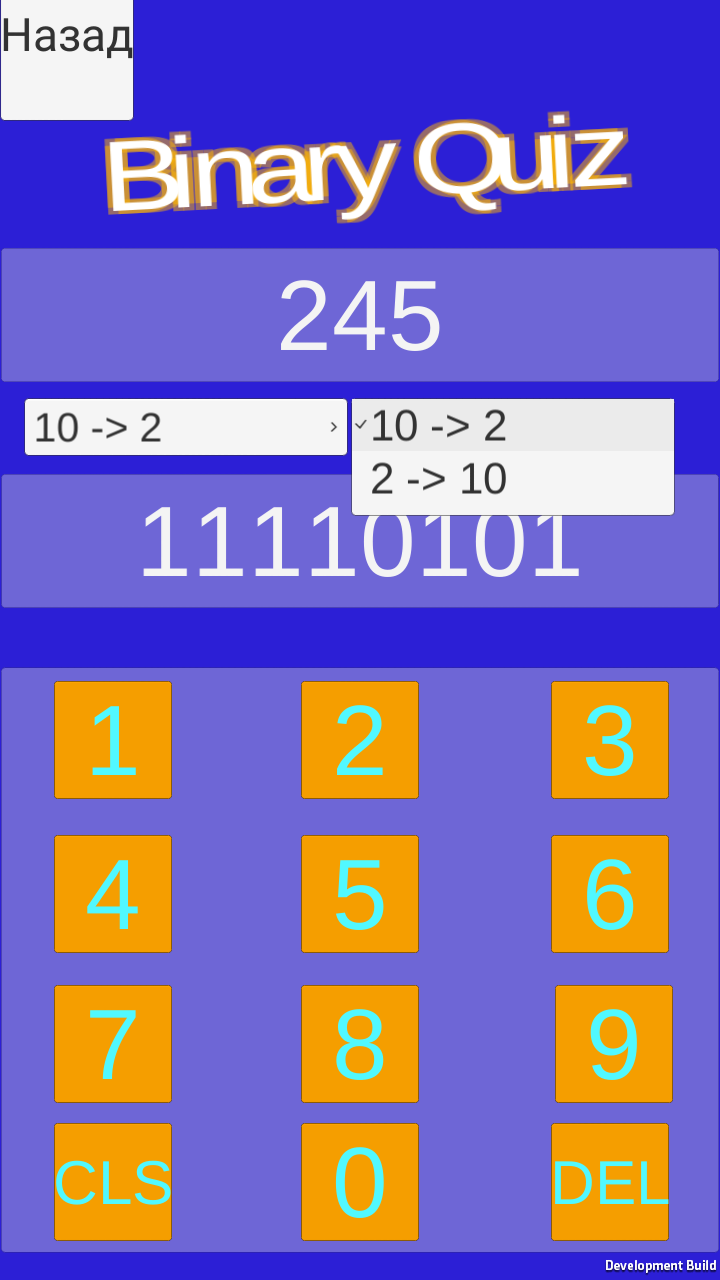 Назад
Binary Quiz
245
10 -> 2
10 -> 2
2 -> 10
11110101
1 2 3
4 5 6
7 8 9
CLS 0 DEL
Development Build